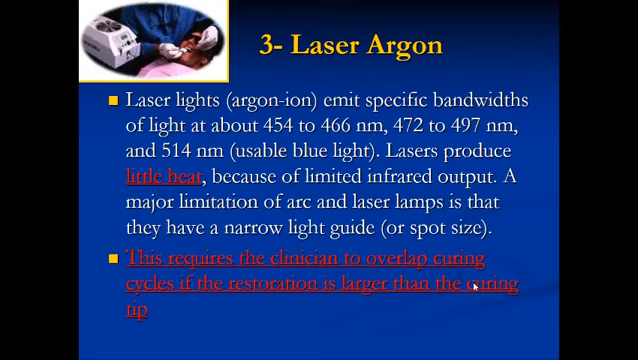 3- Laser Argon
Laser lights (argon-ion) emit specific bandwidths
of light at about 454 to 466 nm, 472 to 497 nm,
and 514 nm (usable blue light). Lasers produce
little heat, because of limited infrared output. A
major limitation of arc and laser lamps is that
they have a narrow light guide (or spot size).
This requires the clinician to overlap curing
cycles if the restoration is larger than the curing
tip